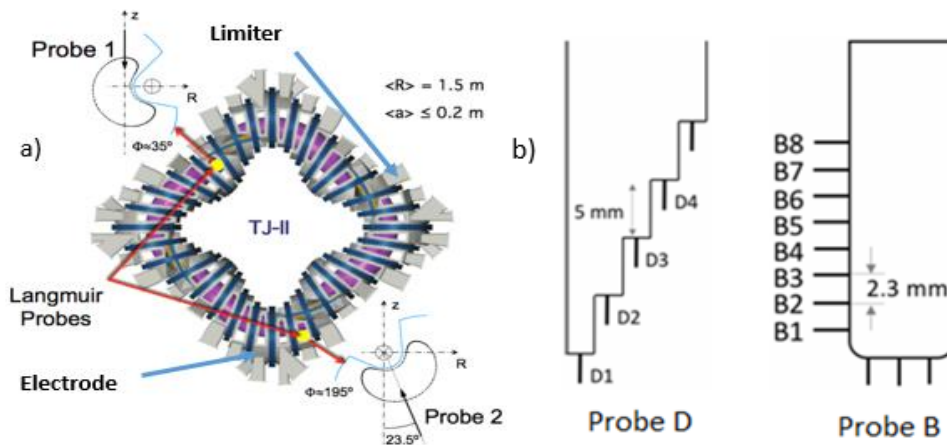 a)
z
Probe 1
R
Φ≈35º
Limiter
<R> = 1.5 m
<a> ≤ 0.2 m
TJ-II
Langmuir
Probes
Electrode
z
R
Φ≈195º
Probe 2
23.5º
b)
5 mm
D4
D3
D2
D1
Probe D
B8
B7
B6
B5
B4
B3
B2
B1
2.3 mm
Probe B